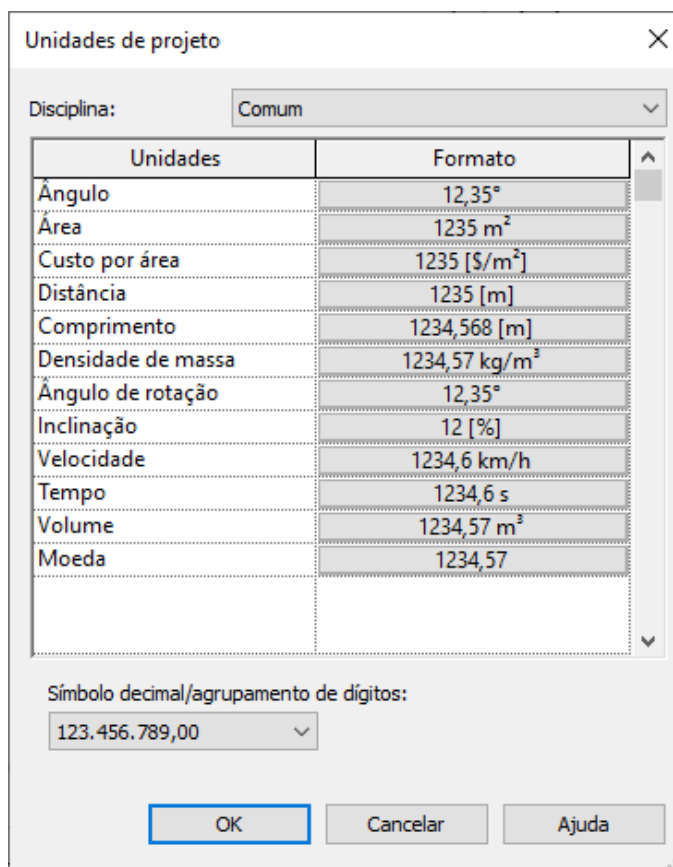 Unidades de projeto
Disciplina: Comum
Unidades Formato
Ângulo 12,35°
Área 1235 m²
Custo por área 1235 [$/m²]
Distância 1235 [m]
Comprimento 1234,568 [m]
Densidade de massa 1234,57 kg/m³
Ângulo de rotação 12,35°
Inclinação 12 [%]
Velocidade 1234,6 km/h
Tempo 1234,6 s
Volume 1234,57 m³
Moeda 1234,57
Símbolo decimal/agrupamento de dígitos:
123.456.789,00
OK Cancelar Ajuda